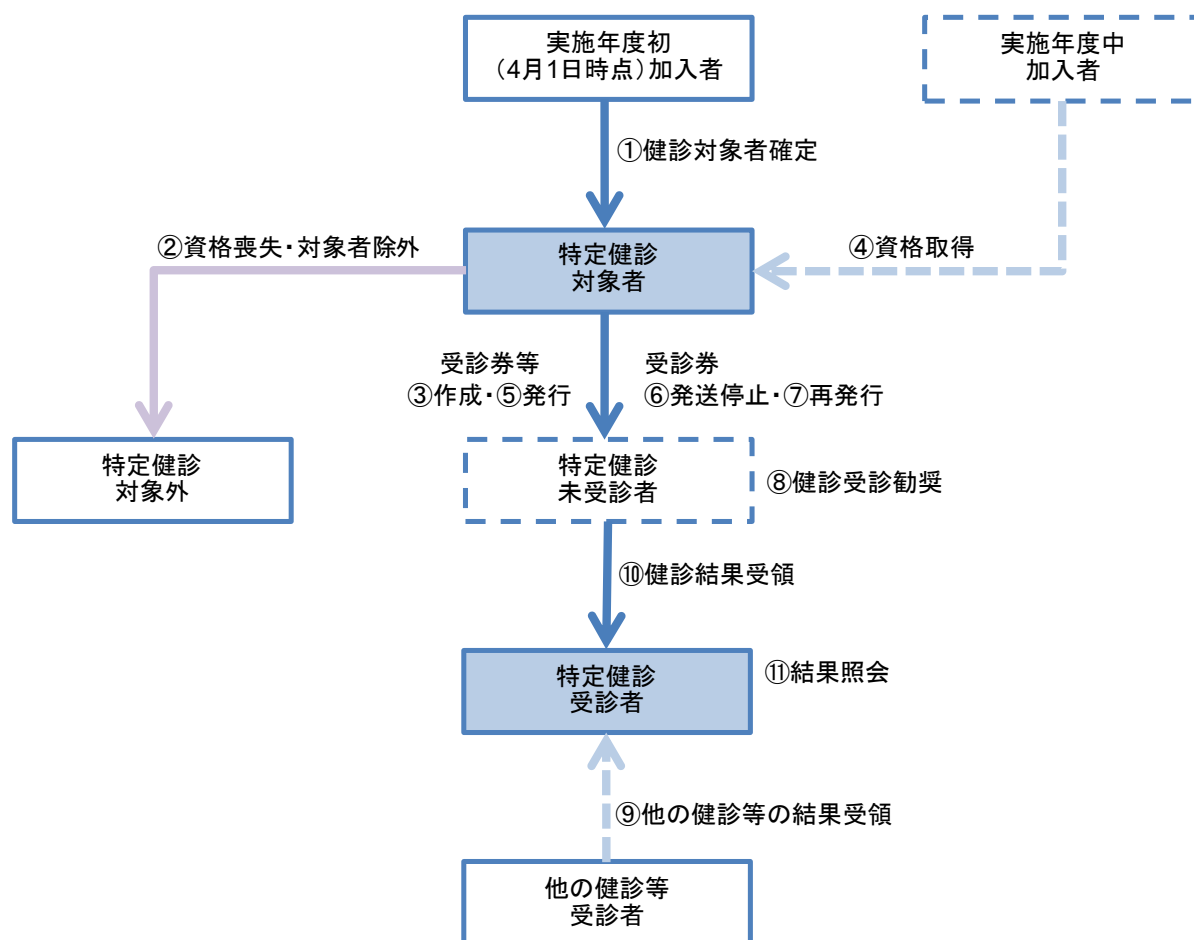 実施年度初
（4月1日時点）加入者
実施年度中
加入者
①健診対象者確定
②資格喪失・対象者除外
特定健診
対象者
④資格取得
受診券等
③作成・⑤発行
受診券
⑥発送停止・⑦再発行
特定健診
対象外
特定健診
未受診者
⑧健診受診勧奨
⑩健診結果受領
特定健診
受診者
⑪結果照会
⑨他の健診等の結果受領
他の健診等
受診者